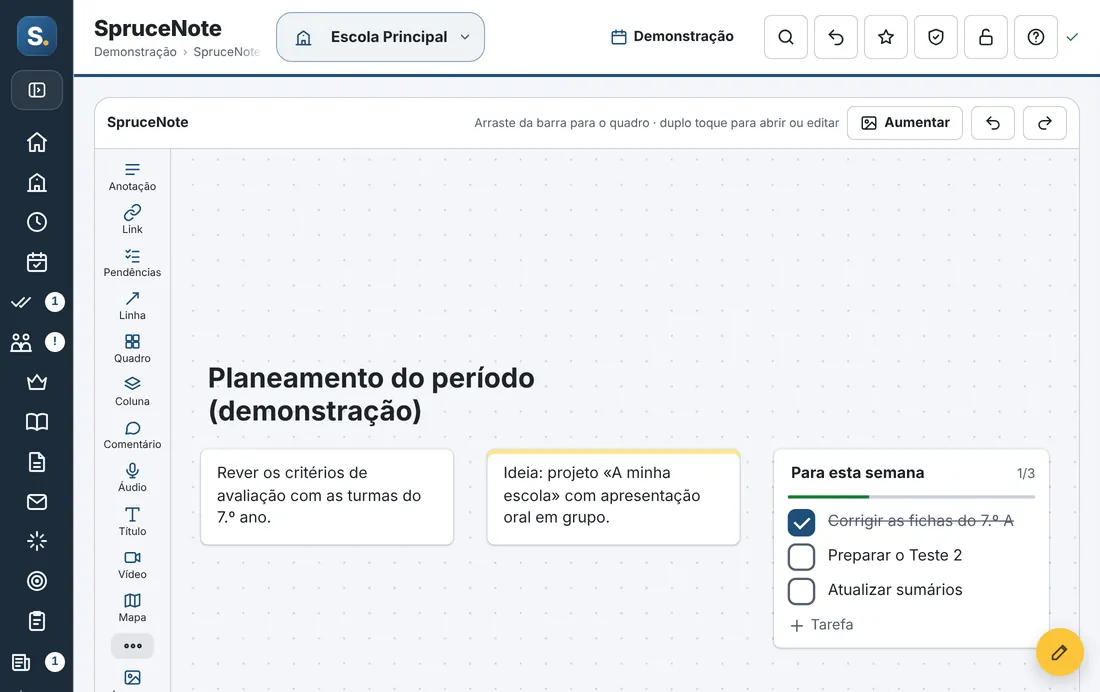 S.
SpruceNote
Demonstração › SpruceNote
Escola Principal
Demonstração
1
!
1
SpruceNote
Arraste da barra para o quadro · duplo toque para abrir ou editar
Aumentar
Anotação
Link
Pendências
Linha
Quadro
Coluna
Comentário
Áudio
Título
Vídeo
Mapa
Planeamento do período
(demonstração)
Rever os critérios de
avaliação com as turmas do
7.º ano.
Ideia: projeto «A minha
escola» com apresentação
oral em grupo.
Para esta semana
1/3
Corrigir as fichas do 7.º A
Preparar o Teste 2
Atualizar sumários
+ Tarefa